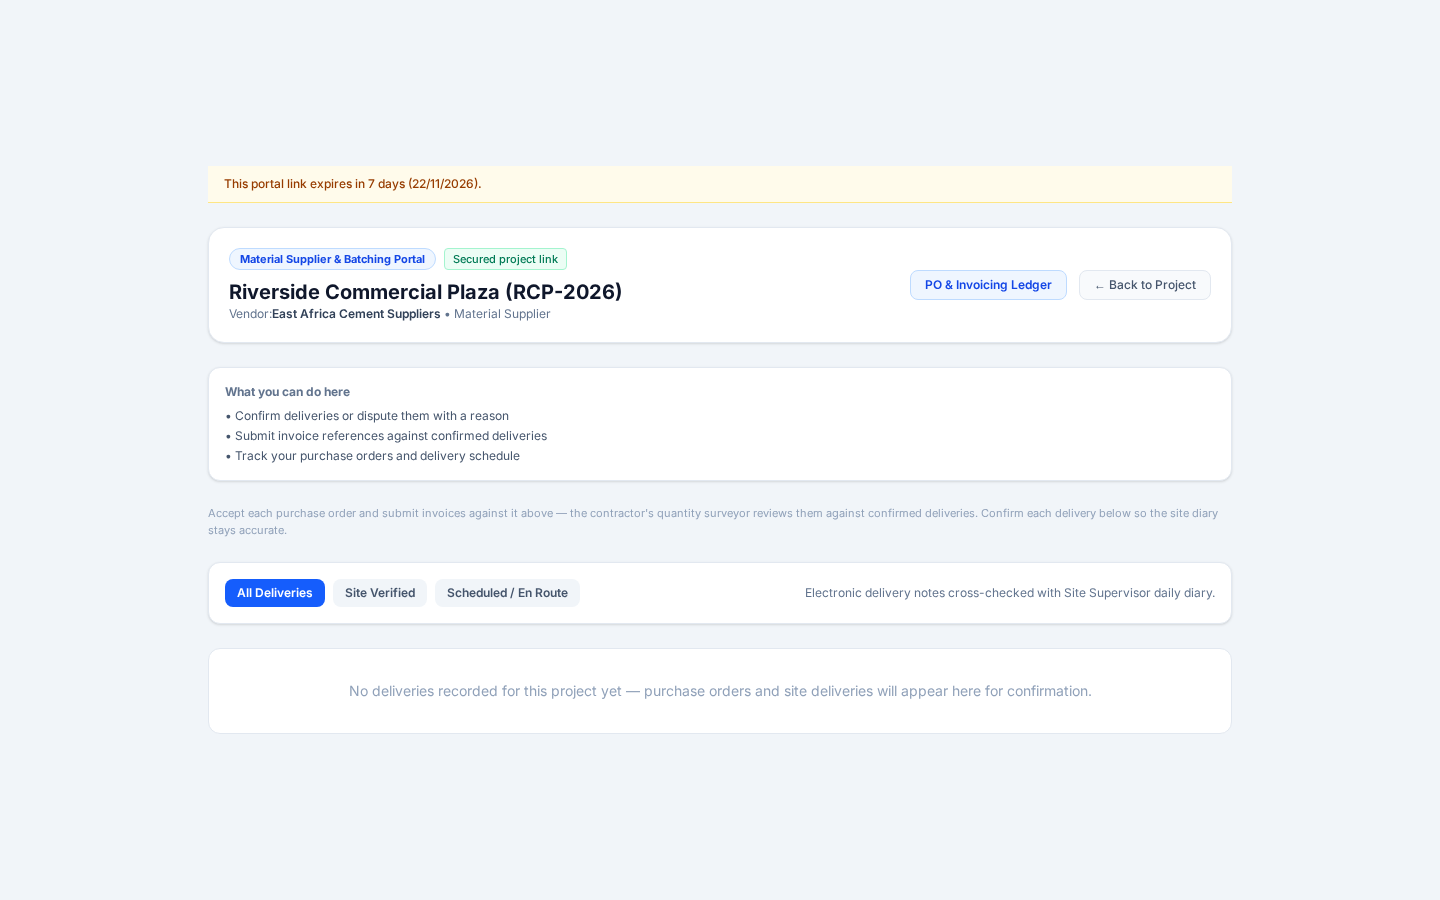 This portal link expires in 7 days (22/11/2026).
Material Supplier & Batching Portal
Secured project link
Riverside Commercial Plaza (RCP-2026)
Vendor:East Africa Cement Suppliers • Material Supplier
PO & Invoicing Ledger
← Back to Project
What you can do here
• Confirm deliveries or dispute them with a reason
• Submit invoice references against confirmed deliveries
• Track your purchase orders and delivery schedule
Accept each purchase order and submit invoices against it above — the contractor's quantity surveyor reviews them against confirmed deliveries. Confirm each delivery below so the site diary
stays accurate.
All Deliveries
Site Verified
Scheduled / En Route
Electronic delivery notes cross-checked with Site Supervisor daily diary.
No deliveries recorded for this project yet — purchase orders and site deliveries will appear here for confirmation.